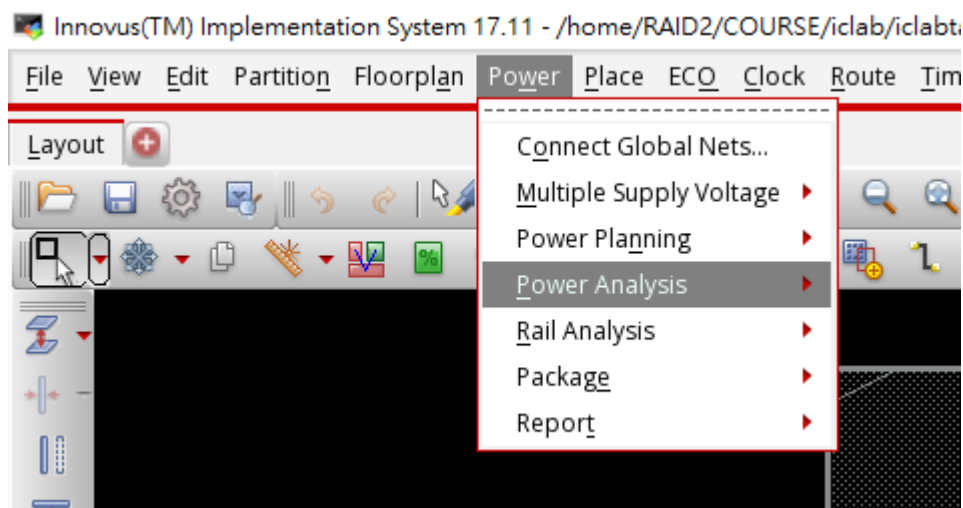 Innovus(TM) Implementation System 17.11 - /home/RAID2/COURSE/iclab/iclabta
File View Edit Partition Floorplan Power Place ECO Clock Route Tim
Layout
Connect Global Nets...
Multiple Supply Voltage
Power Planning
%
Power Analysis
Rail Analysis
Package
Report